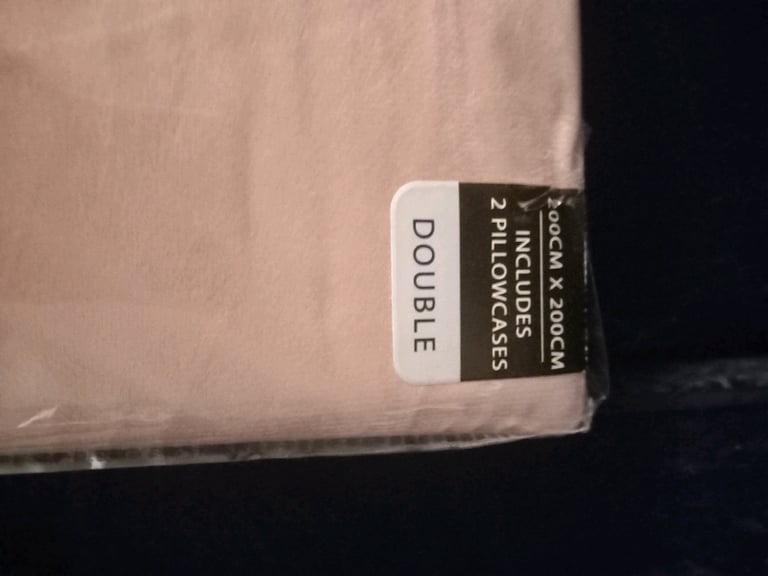 200CM X 200CM
INCLUDES
2 PILLOWCASES
DOUBLE